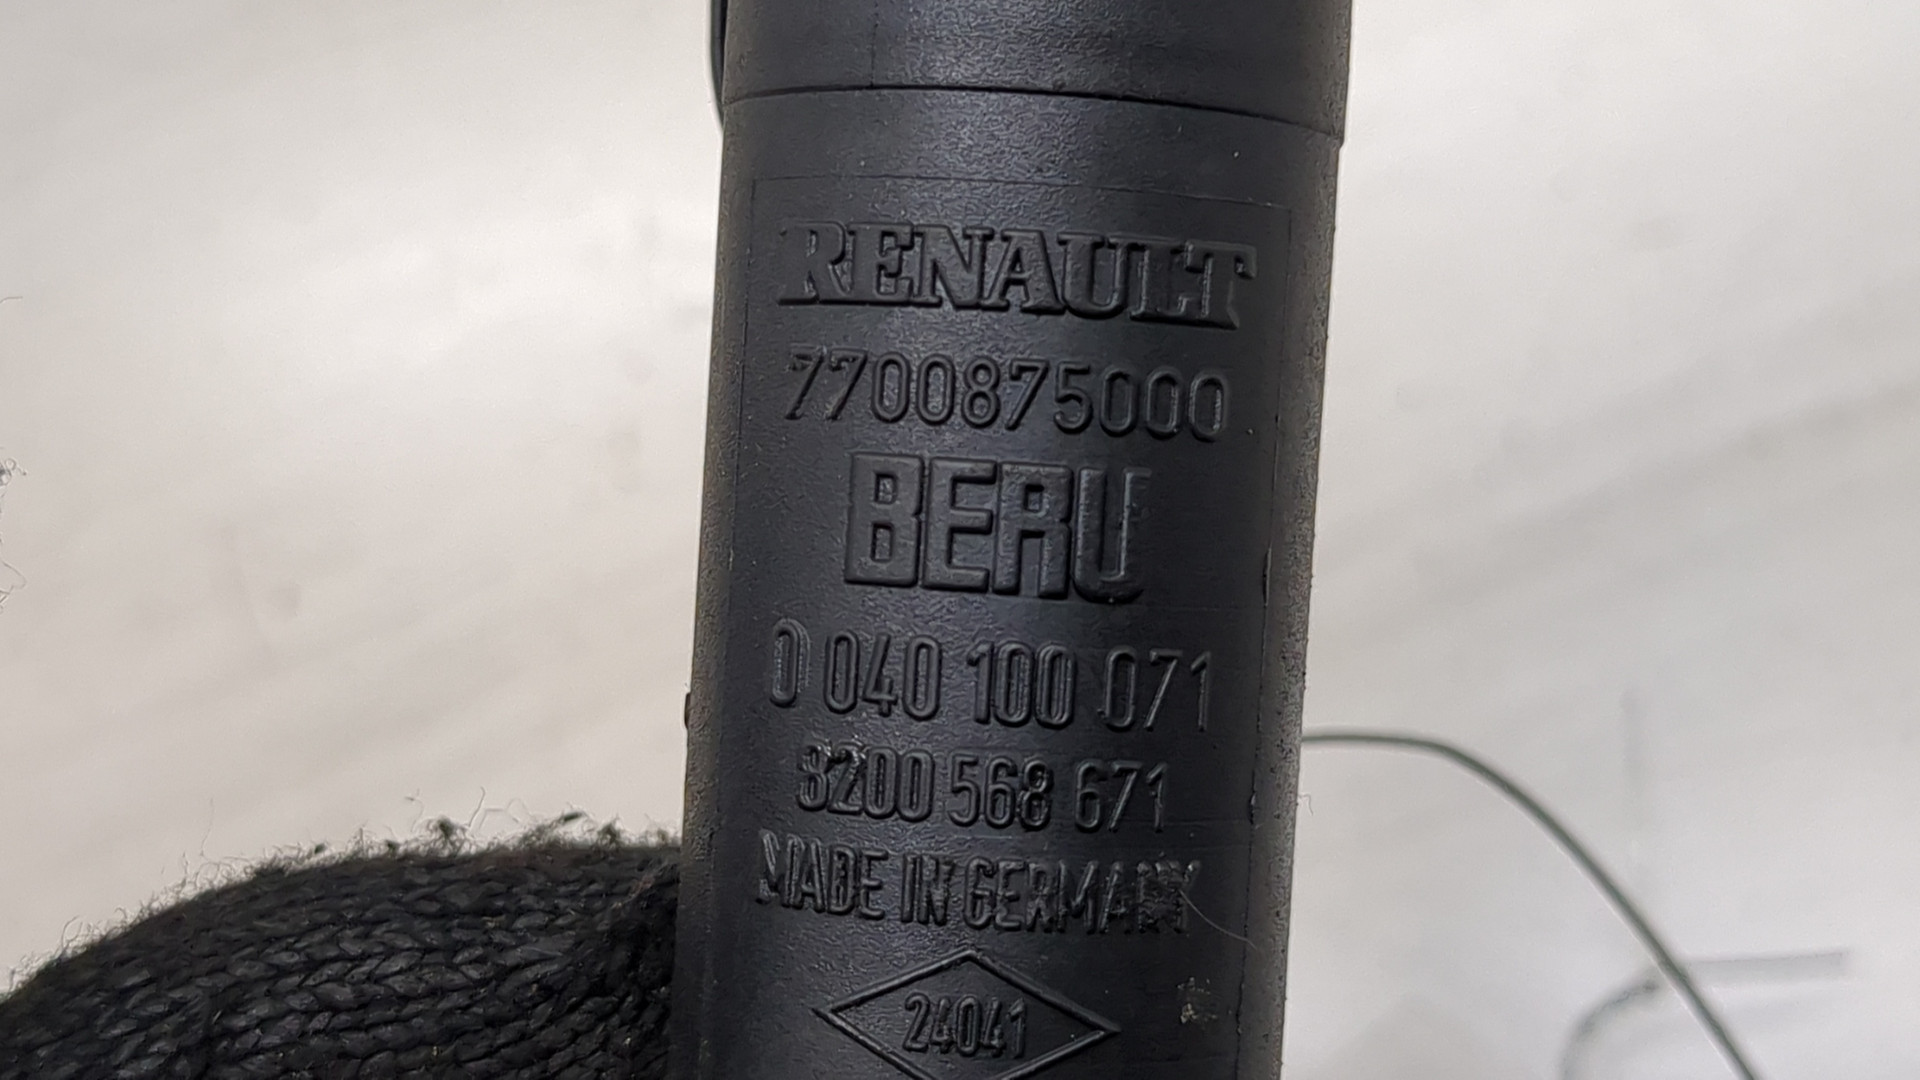 RENAULT
7700875000
BERU
0 040 100 071
8200 568 671
MADE IN GERMANY
24041